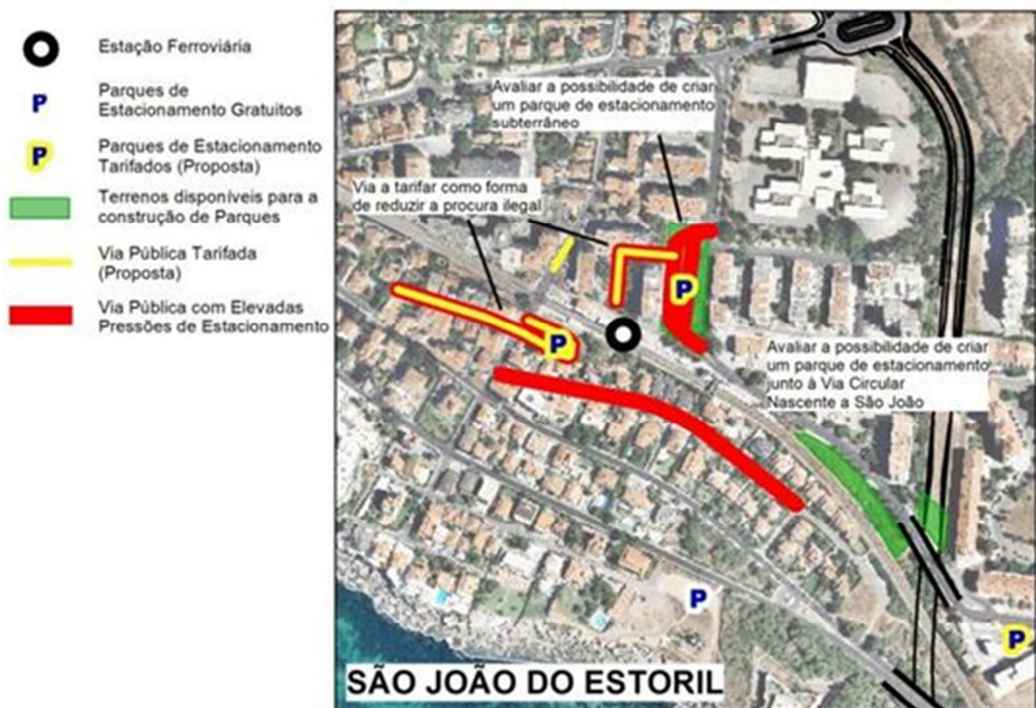 Estação Ferroviária
P
Parques de
Estacionamento Gratuitos
P
Parques de Estacionamento
Tarifados (Proposta)
Terrenos disponíveis para a
construção de Parques
Via Pública Tarifada
(Proposta)
Via Pública com Elevadas
Pressões de Estacionamento
Avaliar a possibilidade de criar
um parque de estacionamento
subterrâneo
Via a tarifar como forma
de reduzir a procura ilegal
P
P
Avaliar a possibilidade de criar
um parque de estacionamento
junto à Via Circular
Nascente a São João
P
P
SÃO JOÃO DO ESTORIL